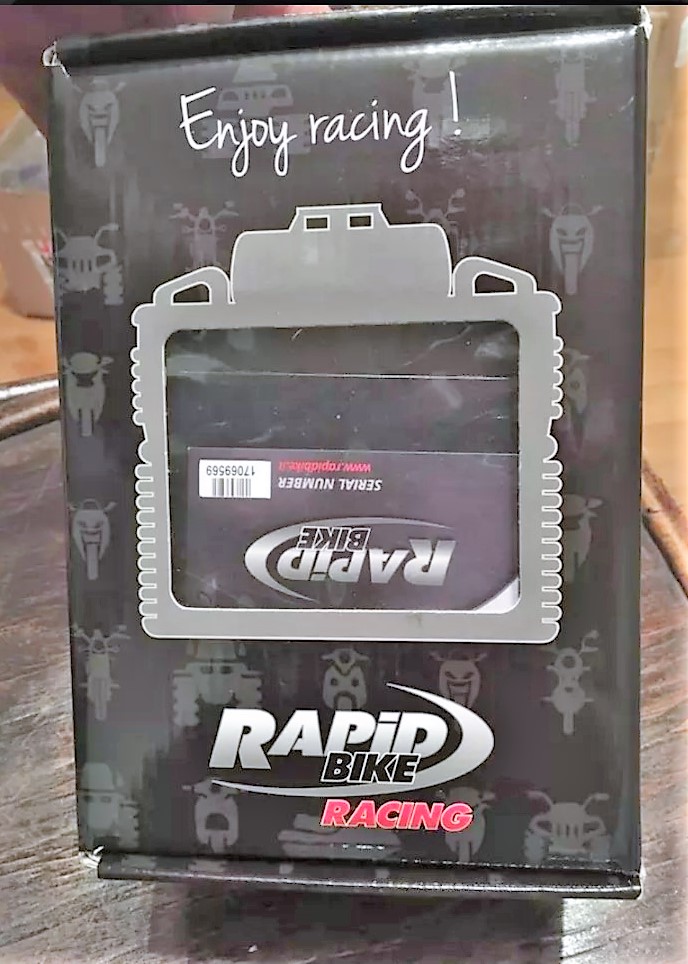 Enjoy racing!
RAPiD
BIKE
SERIAL NUMBER
www.rapidbike.it
17069569
RAPiD
BIKE
RACING